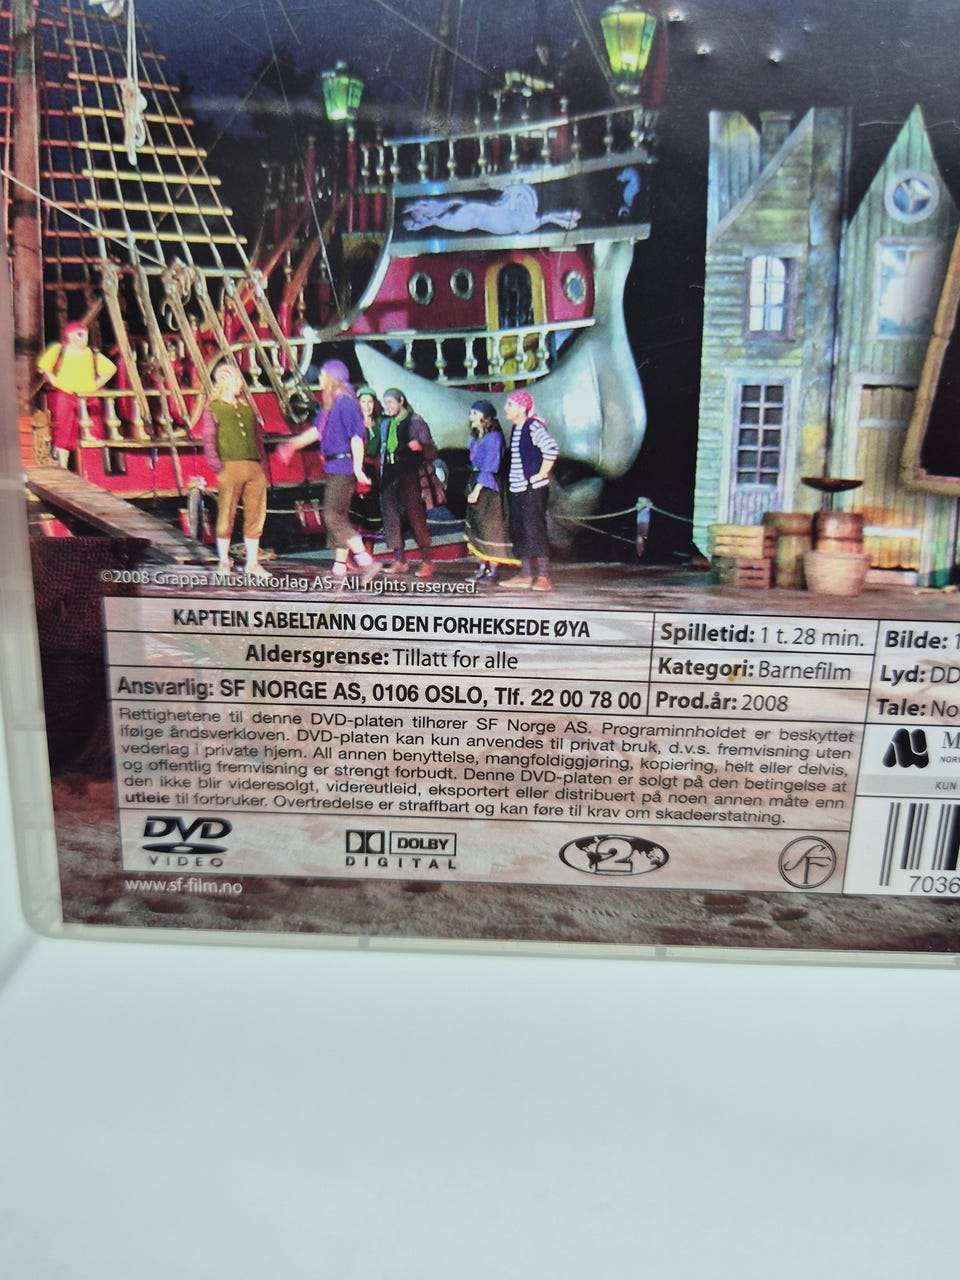 ©2008 Grappa Musikkforlag AS. All rights reserved.
KAPTEIN SABELTANN OG DEN FORHEKSEDE ØYA
Aldersgrense: Tillatt for alle
Ansvarlig: SF NORGE AS, 0106 OSLO, Tlf. 22 00 78 00
Spilletid: 1 t. 28 min.
Kategori: Barnefilm
Prod.år: 2008
Bilde: 1
Lyd: DD
Tale: No
Rettighetene til denne DVD-platen tilhører SF Norge AS. Programinnholdet er beskyttet
ifølge åndsverkloven. DVD-platen kan kun anvendes til privat bruk, d.v.s. fremvisning uten
vederlag i private hjem. All annen benyttelse, mangfoldiggjøring, kopiering, helt eller delvis,
og offentlig fremvisning er strengt forbudt. Denne DVD-platen er solgt på den betingelse at
den ikke blir videresolgt, videreutleid, eksportert eller distribuert på noen annen måte enn
utleie til forbruker. Overtredelse er straffbart og kan føre til krav om skadeerstatning.
M
NOR
KUN
DVD
VIDEO
DOLBY
DIGITAL
2
SF
7036
www.sf-film.no